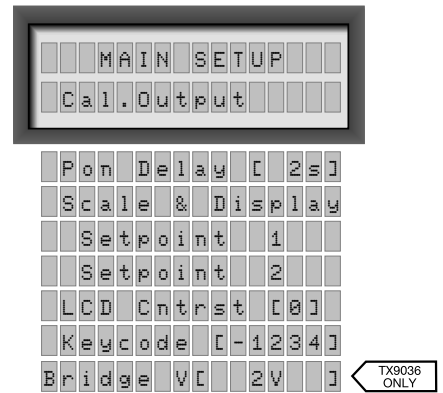 MAIN SETUP
Cal.Output
Pon Delay [ 2s]
Scale & Display
Setpoint 1
Setpoint 2
LCD Cntrst [0]
Keycode [-1234]
Bridge V[ 2V ]
TX9036
ONLY